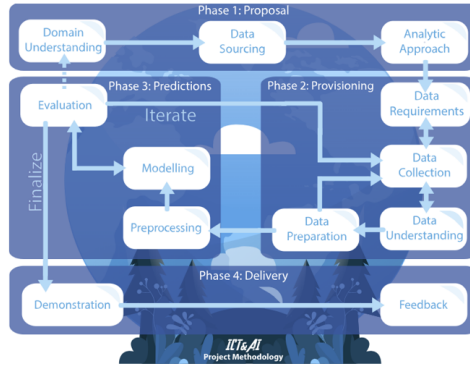 Phase 1: Proposal
Domain
Understanding
Data
Sourcing
Analytic
Approach
Phase 3: Predictions
Phase 2: Provisioning
Evaluation
Iterate
Data
Requirements
Modelling
Data
Collection
Finalize
Preprocessing
Data
Preparation
Data
Understanding
Phase 4: Delivery
Demonstration
Feedback
ICT&AI
Project Methodology